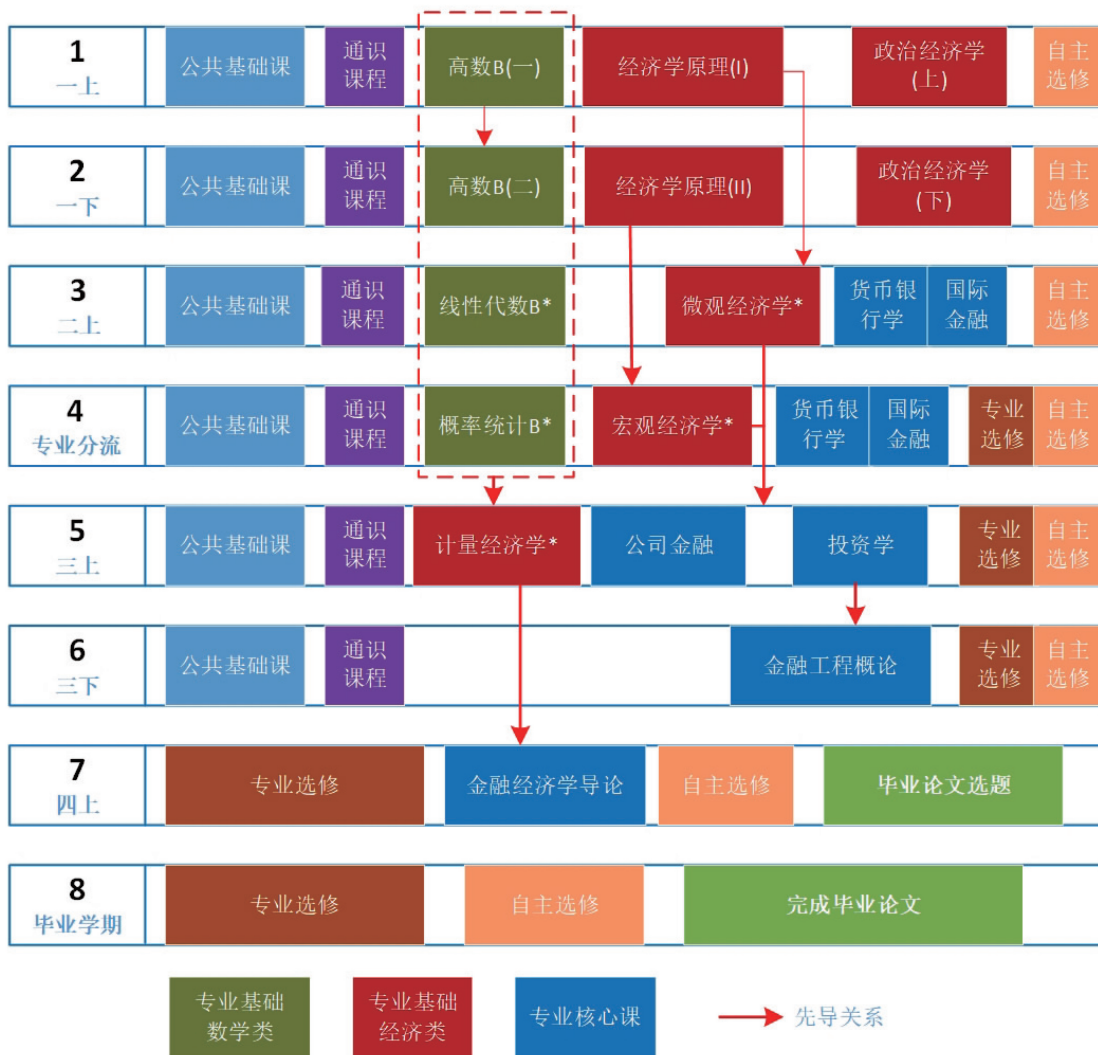 1
一上
公共基础课
通识
课程
高数B(一)
经济学原理(I)
政治经济学
(上)
自主
选修
2
一下
公共基础课
通识
课程
高数B(二)
经济学原理(II)
政治经济学
(下)
自主
选修
3
二上
公共基础课
通识
课程
线性代数B*
微观经济学*
货币银
行学
国际
金融
自主
选修
4
专业分流
公共基础课
通识
课程
概率统计B*
宏观经济学*
货币银
行学
国际
金融
专业
选修
自主
选修
5
三上
公共基础课
通识
课程
计量经济学*
公司金融
投资学
专业
选修
自主
选修
6
三下
公共基础课
通识
课程
金融工程概论
专业
选修
自主
选修
7
四上
专业选修
金融经济学导论
自主选修
毕业论文选题
8
毕业学期
专业选修
自主选修
完成毕业论文
专业基础
数学类
专业基础
经济类
专业核心课
先导关系